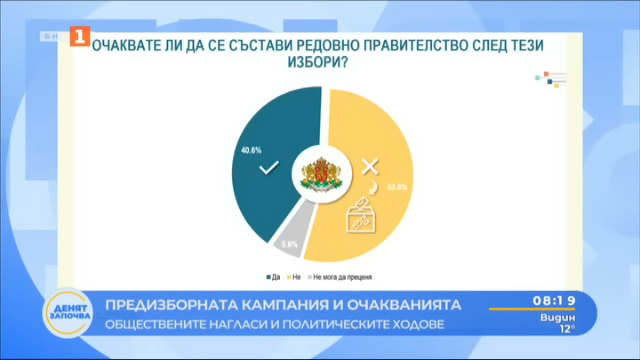 1
ОЧАКВАТЕ ЛИ ДА СЕ СЪСТАВИ РЕДОВНО ПРАВИТЕЛСТВО СЛЕД ТЕЗИ
ИЗБОРИ?
40.6%
53.8%
5.6%
Да Не Не мога да преценя
ДЕНЯТ
ЗАПОЧВА
ПРЕДИЗБОРНАТА КАМПАНИЯ И ОЧАКВАНИЯТА
ОБЩЕСТВЕНИТЕ НАГЛАСИ И ПОЛИТИЧЕСКИТЕ ХОДОВЕ
08:19
Видин
12°